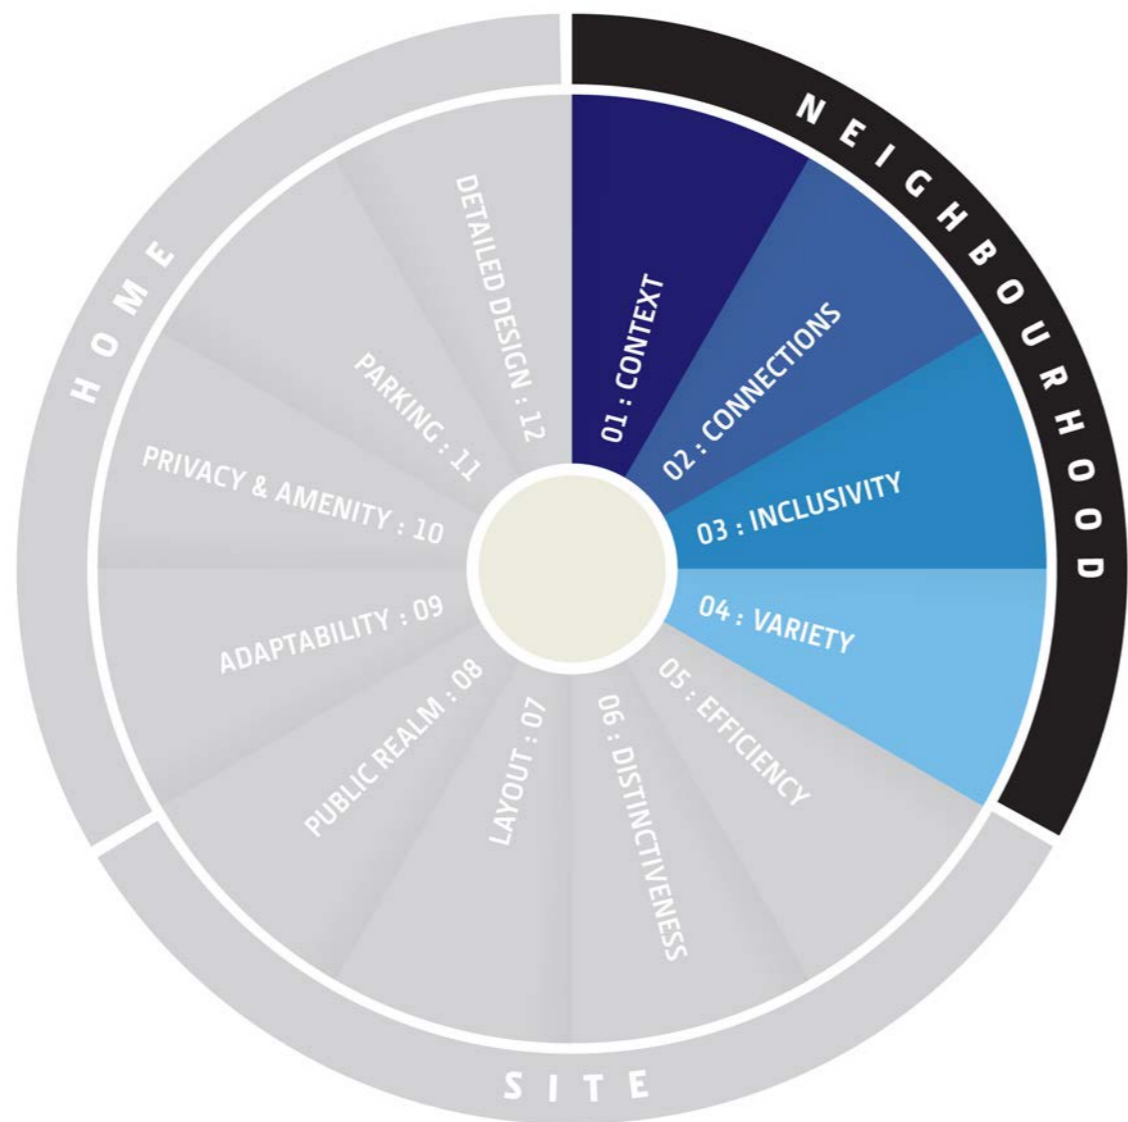 NEIGHBOURHOOD
01 : CONTEXT
02 : CONNECTIONS
03 : INCLUSIVITY
04 : VARIETY
SITE
05 : EFFICIENCY
06 : DISTINCTIVENESS
LAYOUT : 07
PUBLIC REALM : 08
HOME
ADAPTABILITY : 09
PRIVACY & AMENITY : 10
PARKING : 11
DETAILED DESIGN : 12